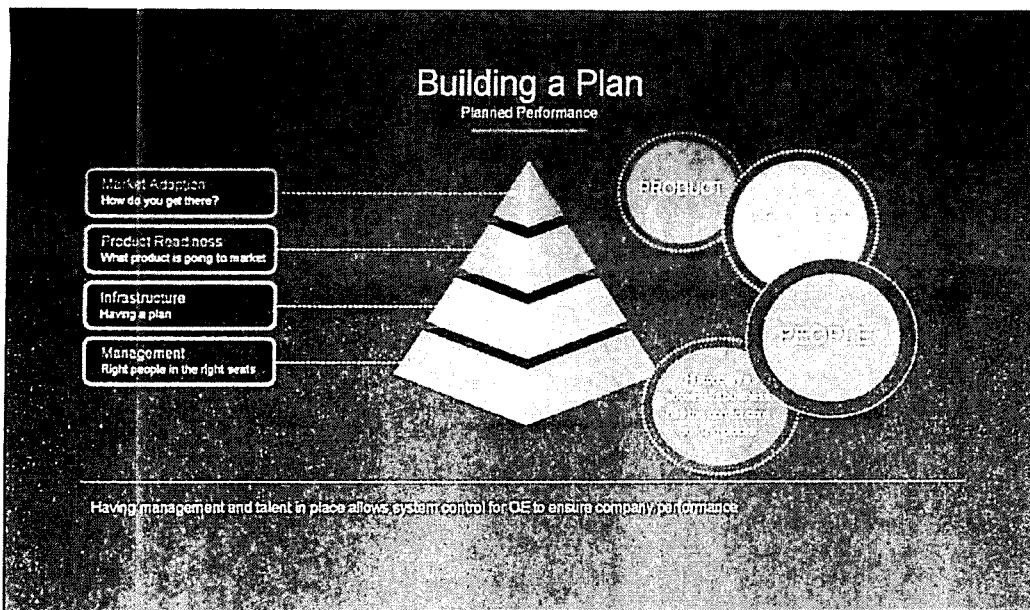 Building a Plan
Planned Performance
Market Adoption
How do you get there?
Product Readiness
What product is going to market
Infrastructure
Having a plan
Management
Right people in the right seats
PRODUCT
PEOPLE
Having management and talent in place allows system control for OE to ensure company performance